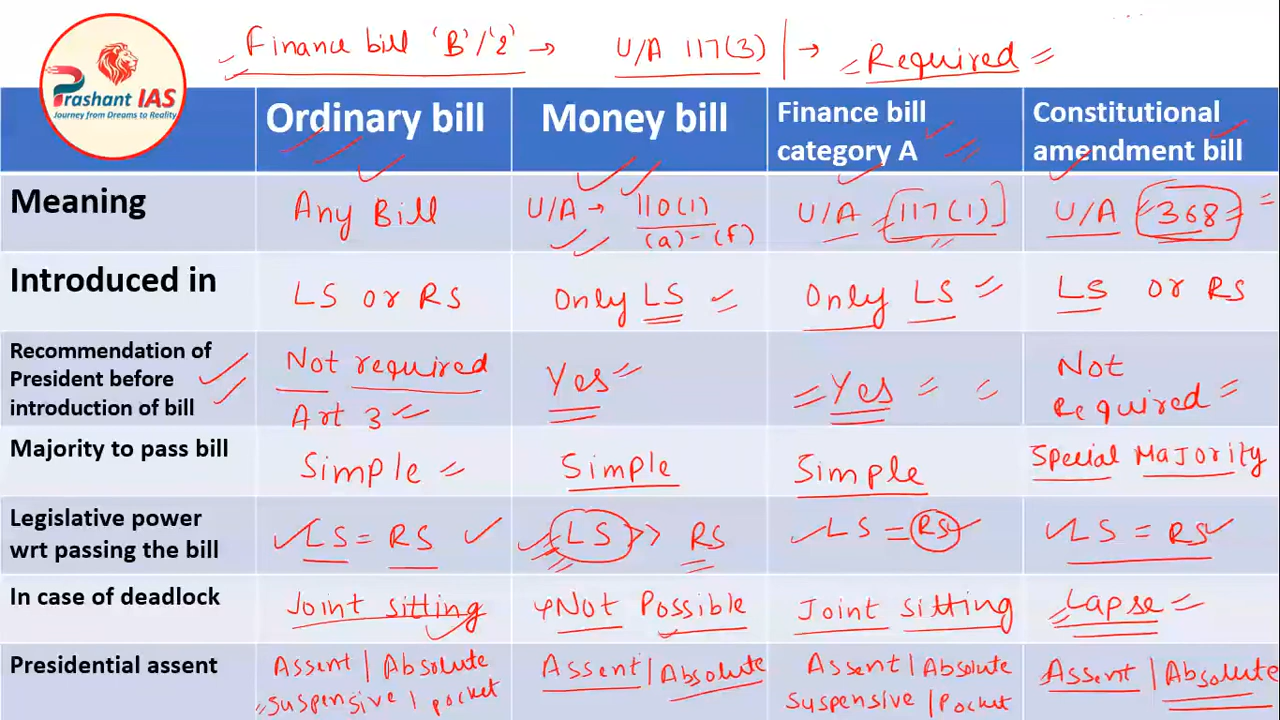 Finance bill 'B'/'2' → U/A 117(3) | → = Required =
Prashant IAS
Journey from Dreams to Reality
Ordinary bill
Money bill
Finance bill
category A
Constitutional
amendment bill
Meaning
Any Bill
U/A → 110(1)
(a) - (f)
U/A 117(1)]
U/A 368
Introduced in
LS or RS
Only LS
Only LS
LS or RS
Recommendation of
President before
introduction of bill
Not required
Art 3
Yes
Yes
Not
Required
Majority to pass bill
Simple
Simple
Simple
Special Majority
Legislative power
wrt passing the bill
LS = RS
LS >> RS
LS = RS
LS = RS
In case of deadlock
Joint sitting
Not Possible
Joint sitting
Lapse
Presidential assent
Assent | Absolute
suspensive | pocket
Assent | Absolute
Assent | Absolute
Suspensive | Pocket
Assent | Absolute